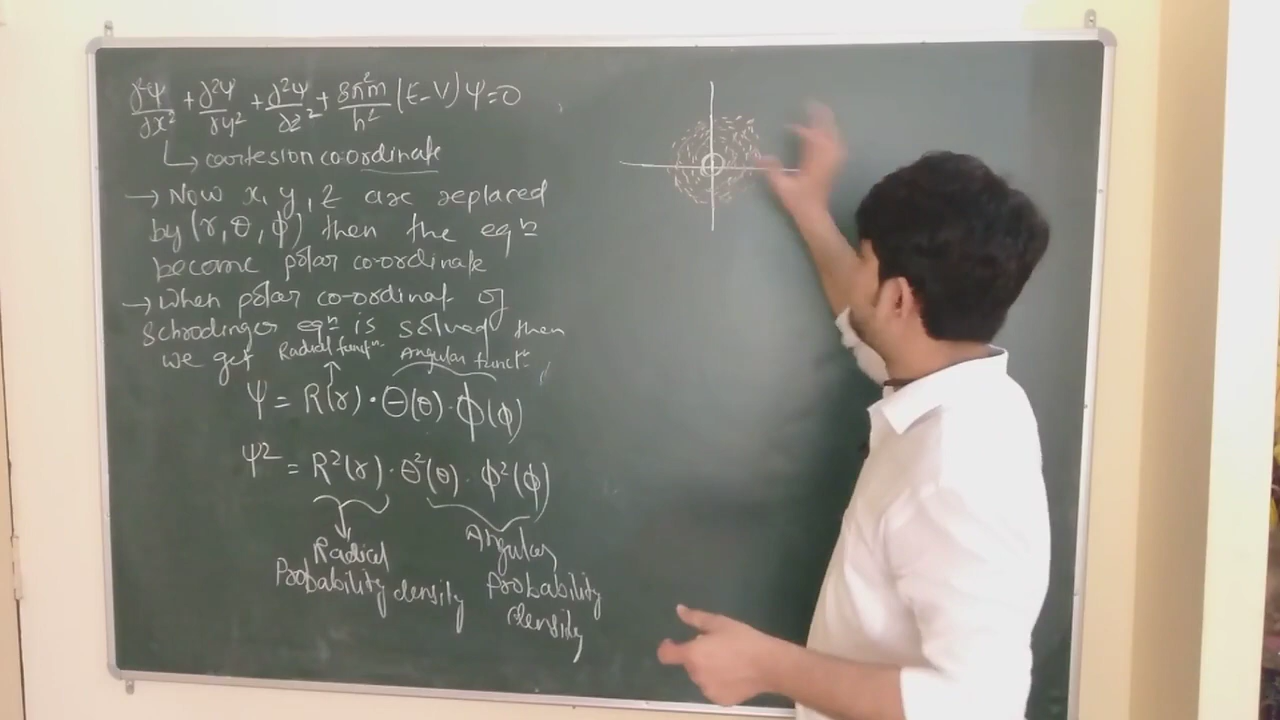 ∂²Ψ/∂x² + ∂²Ψ/∂y² + ∂²Ψ/∂z² + 8π²m/h² (E-V) Ψ=0
↳ cartesion co-ordinate
→ Now x, y, z are replaced
by (r, θ, φ) then the eqⁿ
become polar co-ordinate
→ When polar co-ordinat of
Schrodinger eqⁿ is solved then
we get Radial functⁿ Angular functⁿ
Ψ = R(r) · Θ(θ) · Φ(φ)
Ψ² = R²(r) · Θ²(θ) · Φ²(φ)
Radial Probability density
Angular Probability density